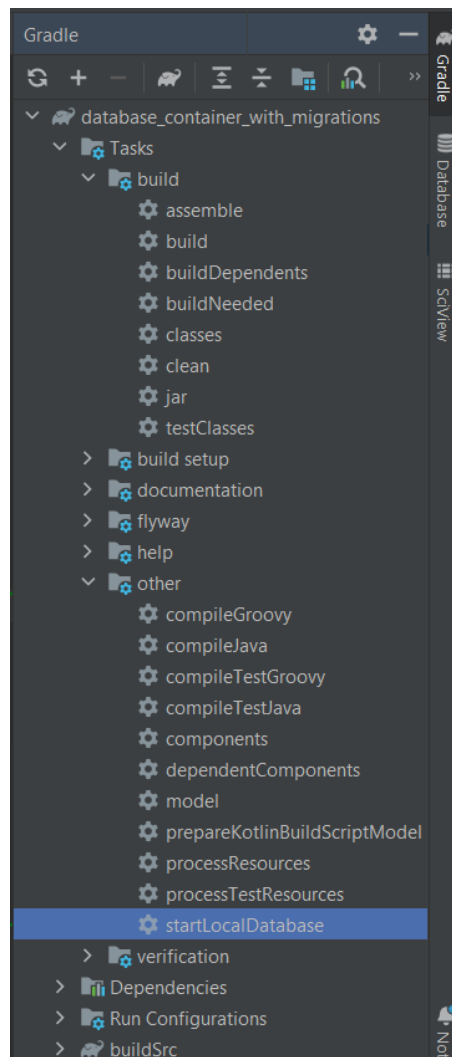 Gradle
database_container_with_migrations
Tasks
build
assemble
build
buildDependents
buildNeeded
classes
clean
jar
testClasses
build setup
documentation
flyway
help
other
compileGroovy
compileJava
compileTestGroovy
compileTestJava
components
dependentComponents
model
prepareKotlinBuildScriptModel
processResources
processTestResources
startLocalDatabase
verification
Dependencies
Run Configurations
buildSrc
Gradle
Database
SciView
Not